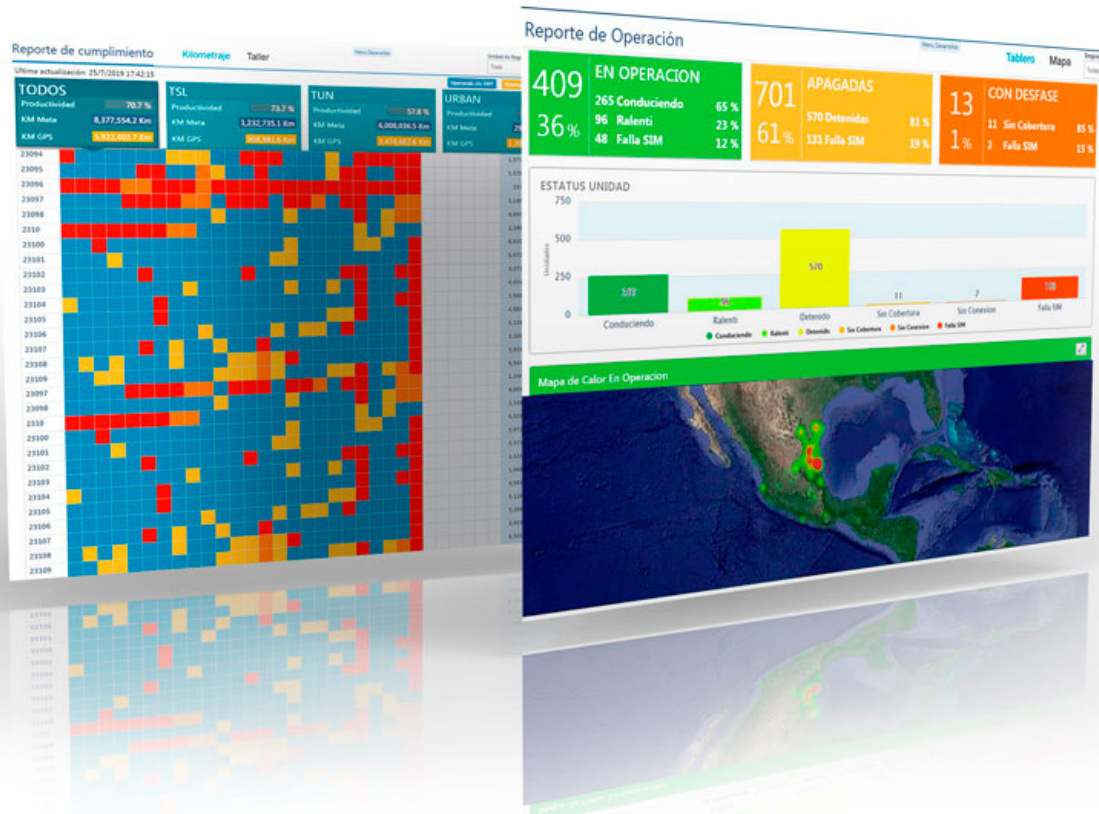 Reporte de cumplimiento
Kilometraje
Taller
Menu Desarrollo
Ultima actualización: 25/7/2019 17:42:15
TODOS
Productividad 70.7 %
KM Meta 8,377,554.2 Km
KM GPS
TSL
Productividad 73.7 %
KM Meta 1,232,735.1 Km
KM GPS
TUN
Productividad 57.8 %
KM Meta 6,008,036.5 Km
KM GPS
URBAN
Productividad
KM Meta
KM GPS
23094
23095
23096
23097
23098
2310
23100
23101
23102
23103
23104
23105
23106
23107
23108
23109
23097
23098
2310
23100
23101
23102
23103
23104
23105
23106
23107
23108
23109
Reporte de Operación
Menu Desarrollo
Tablero
Mapa
409
36%
EN OPERACION
265 Conduciendo 65 %
96 Ralenti 23 %
48 Falla SIM 12 %
701
61%
APAGADAS
570 Detenidas 81 %
131 Falla SIM 19 %
13
1%
CON DESFASE
11 Sin Cobertura 85 %
2 Falla SIM 15 %
ESTATUS UNIDAD
Unidades
750
500
250
0
570
11
7
Conduciendo
Ralenti
Detenido
Sin Cobertura
Sin Conexion
Falla SIM
Conduciendo Ralenti Detenido Sin Cobertura Sin Conexion Falla SIM
Mapa de Calor En Operacion